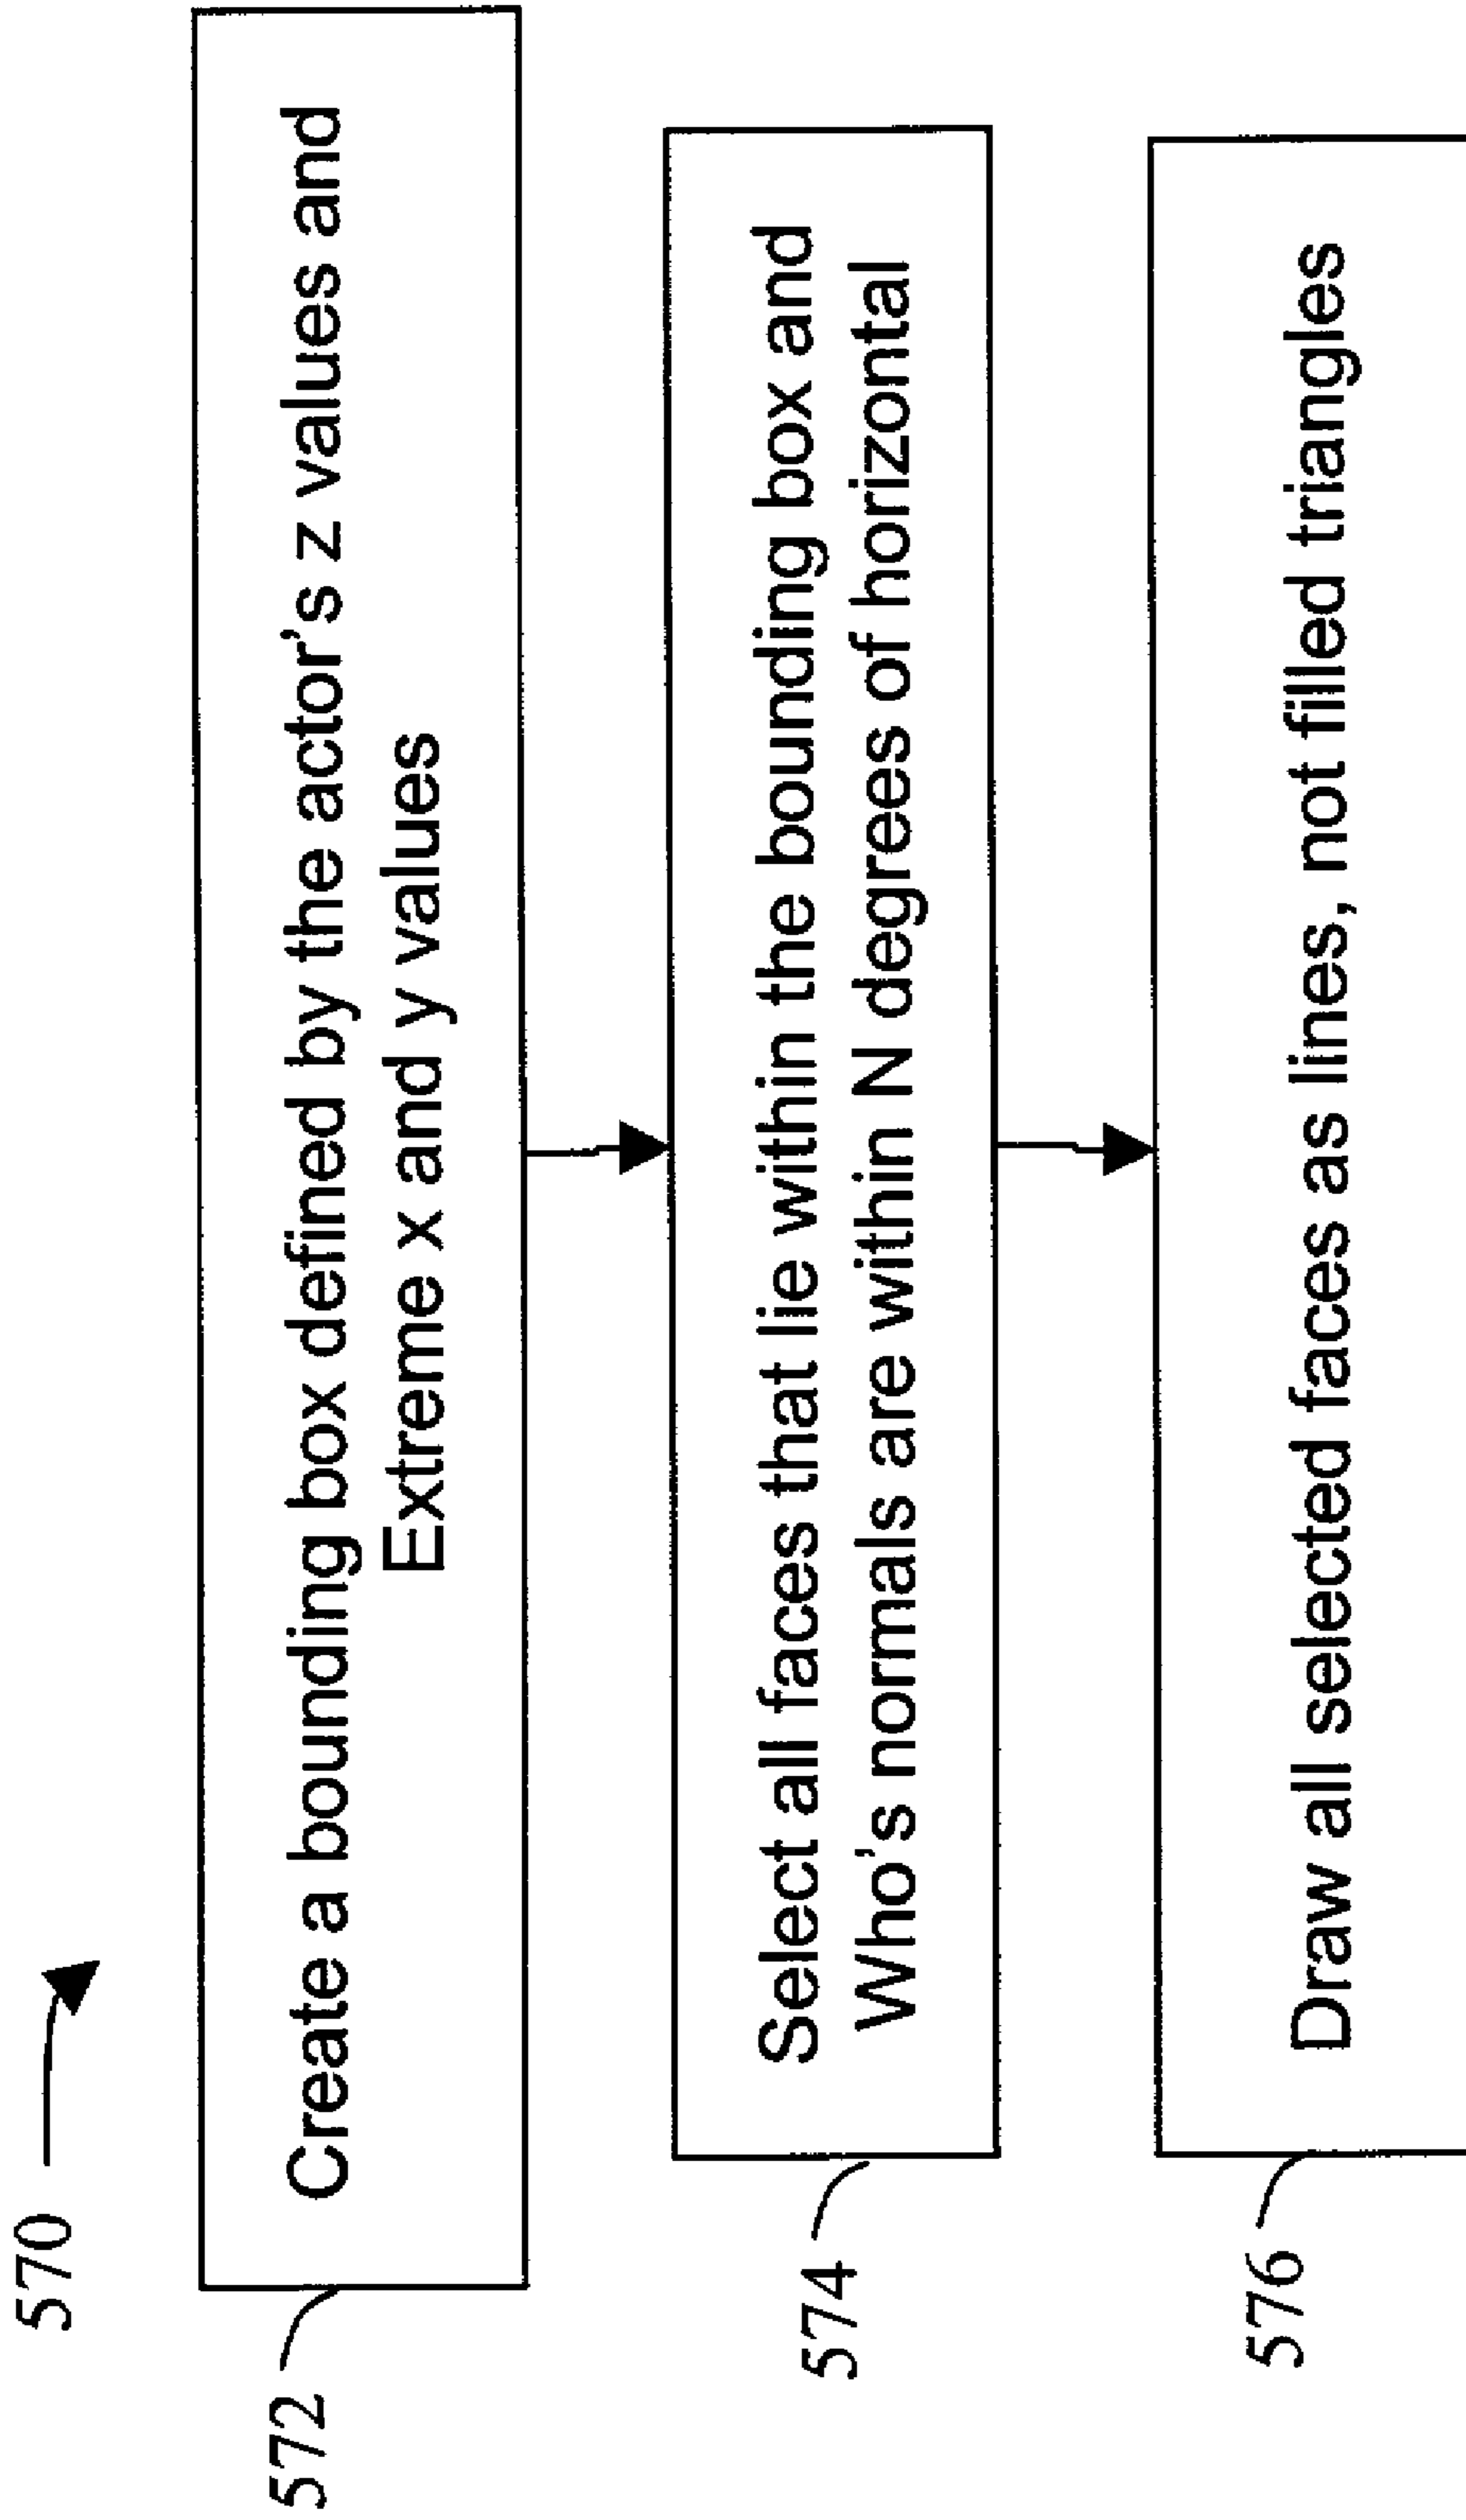 570
572
Create a bounding box defined by the actor's z values and
Extreme x and y values
574
Select all faces that lie within the bounding box and
Who's normals are within N degrees of horizontal
576
Draw all selected faces as lines, not filled triangles